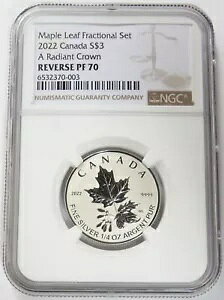 Maple Leaf Fractional Set
2022 Canada S$3
A Radiant Crown
REVERSE PF 70
6532370-003
NUMISMATIC GUARANTY COMPANY
NGC
CANADA
2022
9999
FINE SILVER 1/4 OZ ARGENT PUR